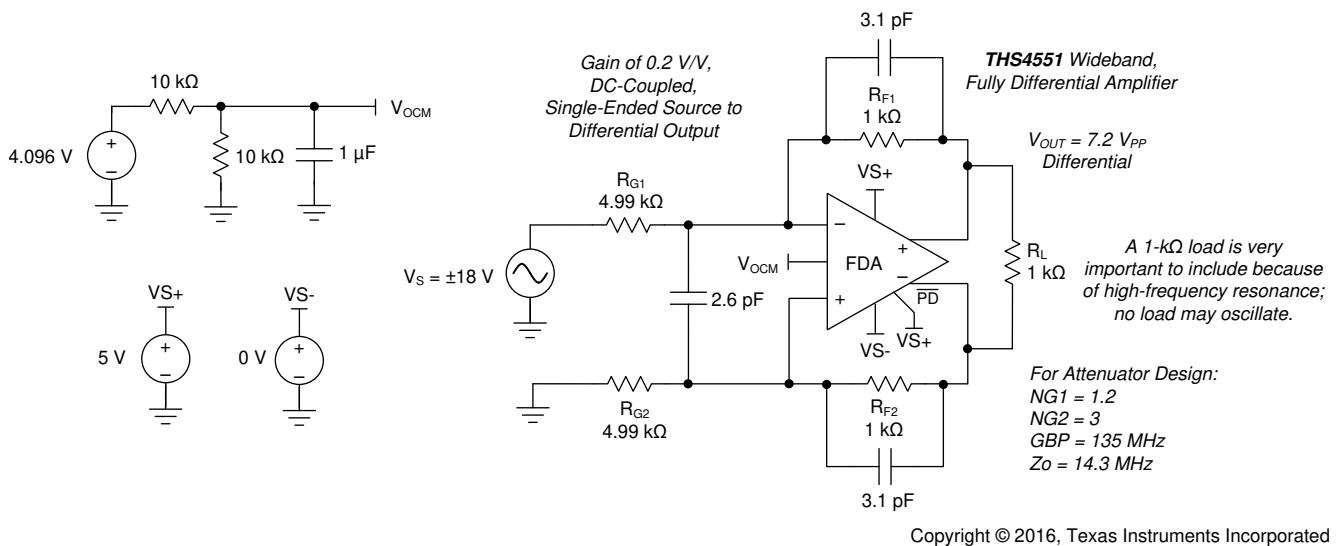 3.1 pF
Gain of 0.2 V/V,
DC-Coupled,
Single-Ended Source to
Differential Output
THS4551 Wideband,
Fully Differential Amplifier
10 kΩ
VOCM
RF1
1 kΩ
4.096 V
10 kΩ
1 µF
VOUT = 7.2 VPP
Differential
VS+
RG1
4.99 kΩ
VOCM
FDA
RL
1 kΩ
A 1-kΩ load is very
important to include because
of high-frequency resonance;
no load may oscillate.
VS = ±18 V
2.6 pF
PD
VS+
VS-
VS-
VS+
5 V
0 V
RG2
4.99 kΩ
RF2
1 kΩ
For Attenuator Design:
NG1 = 1.2
NG2 = 3
GBP = 135 MHz
Zo = 14.3 MHz
3.1 pF
Copyright © 2016, Texas Instruments Incorporated